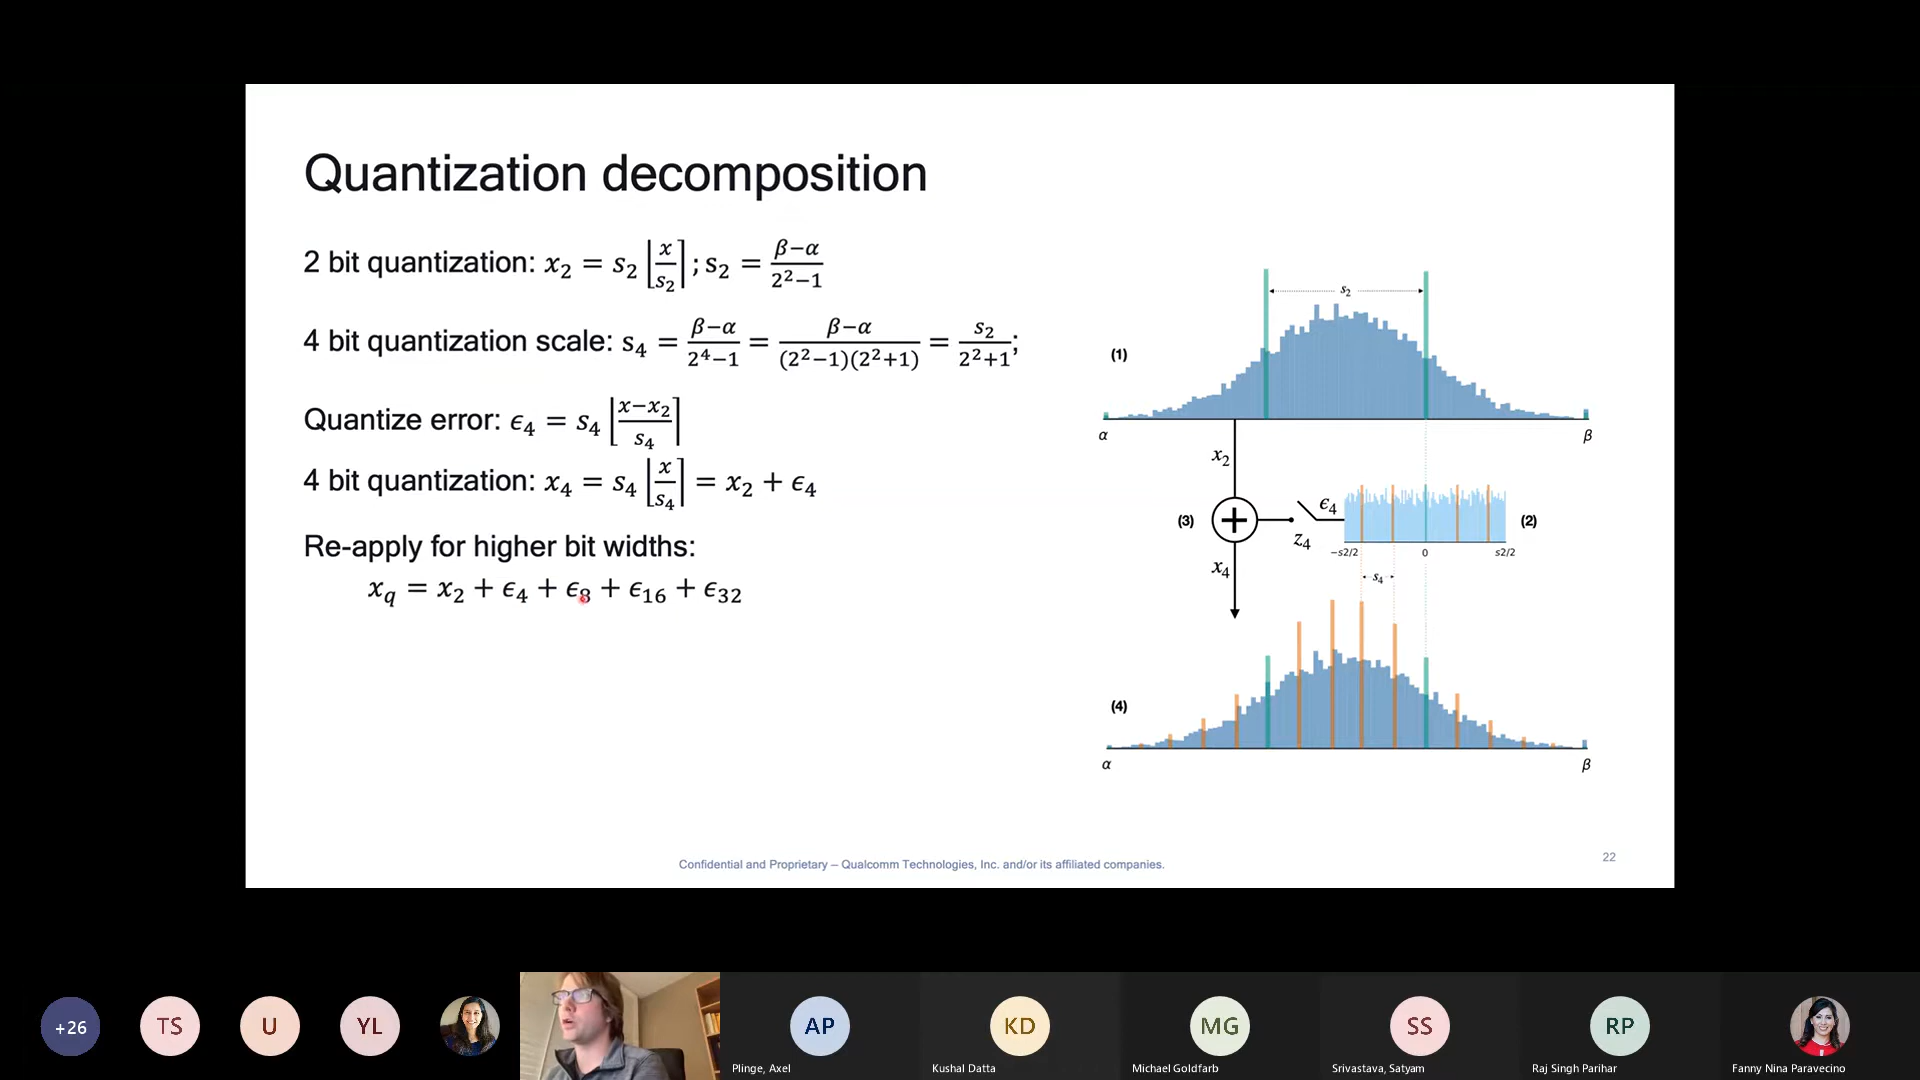 Quantization decomposition
2 bit quantization: x₂ = s₂ ⌊x/s₂⌉ ; s₂ = (β−α)/(2²−1)
4 bit quantization scale: s₄ = (β−α)/(2⁴−1) = (β−α)/((2²−1)(2²+1)) = s₂/(2²+1);
Quantize error: ϵ₄ = s₄ ⌊(x−x₂)/s₄⌉
4 bit quantization: x₄ = s₄ ⌊x/s₄⌉ = x₂ + ϵ₄
Re-apply for higher bit widths:
x_q = x₂ + ϵ₄ + ϵ₈ + ϵ₁₆ + ϵ₃₂
s₂
(1)
α β
x₂
(3) + z₄ ϵ₄ (2)
−s2/2 0 s2/2
x₄
s₄
(4)
α β
Confidential and Proprietary – Qualcomm Technologies, Inc. and/or its affiliated companies.
22
+26 TS U YL AP KD MG SS RP
Plinge, Axel Kushal Datta Michael Goldfarb Srivastava, Satyam Raj Singh Parihar Fanny Nina Paravecino